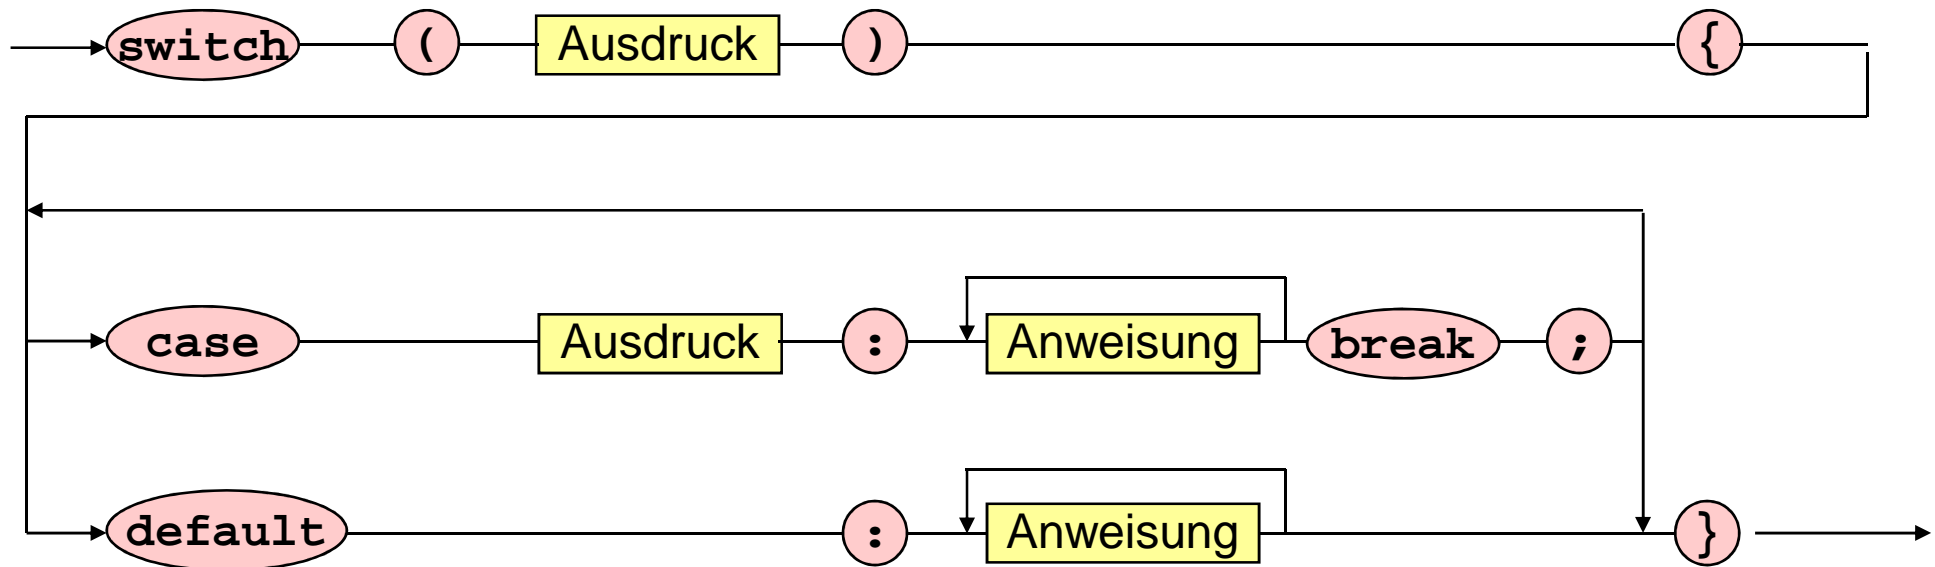 switch ( Ausdruck ) {
case Ausdruck : Anweisung break ;
default : Anweisung }